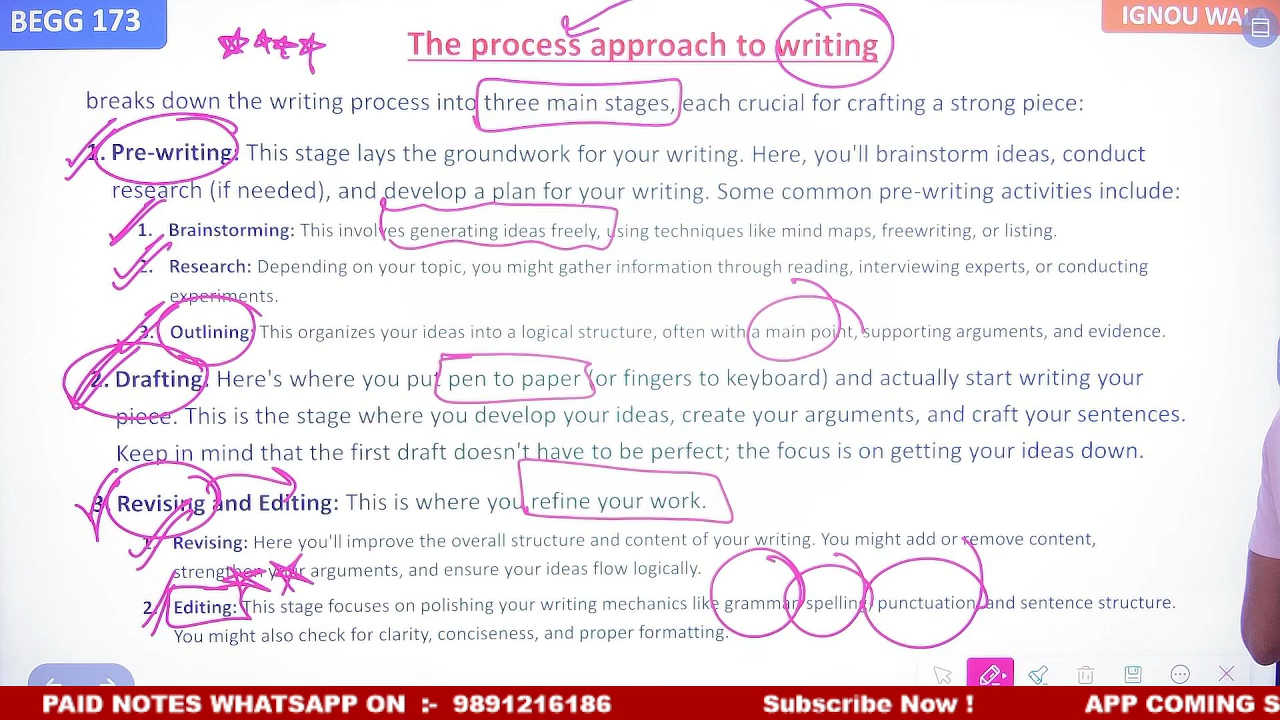 BEGG 173
IGNOU WAL
The process approach to writing
breaks down the writing process into three main stages, each crucial for crafting a strong piece:
1. Pre-writing: This stage lays the groundwork for your writing. Here, you'll brainstorm ideas, conduct
research (if needed), and develop a plan for your writing. Some common pre-writing activities include:
1. Brainstorming: This involves generating ideas freely, using techniques like mind maps, freewriting, or listing.
2. Research: Depending on your topic, you might gather information through reading, interviewing experts, or conducting
experiments.
3. Outlining: This organizes your ideas into a logical structure, often with a main point, supporting arguments, and evidence.
2. Drafting: Here's where you put pen to paper (or fingers to keyboard) and actually start writing your
piece. This is the stage where you develop your ideas, create your arguments, and craft your sentences.
Keep in mind that the first draft doesn't have to be perfect; the focus is on getting your ideas down.
3. Revising and Editing: This is where you refine your work.
1. Revising: Here you'll improve the overall structure and content of your writing. You might add or remove content,
strengthen your arguments, and ensure your ideas flow logically.
2. Editing: This stage focuses on polishing your writing mechanics like grammar, spelling, punctuation, and sentence structure.
You might also check for clarity, conciseness, and proper formatting.
PAID NOTES WHATSAPP ON :- 9891216186 Subscribe Now ! APP COMING S